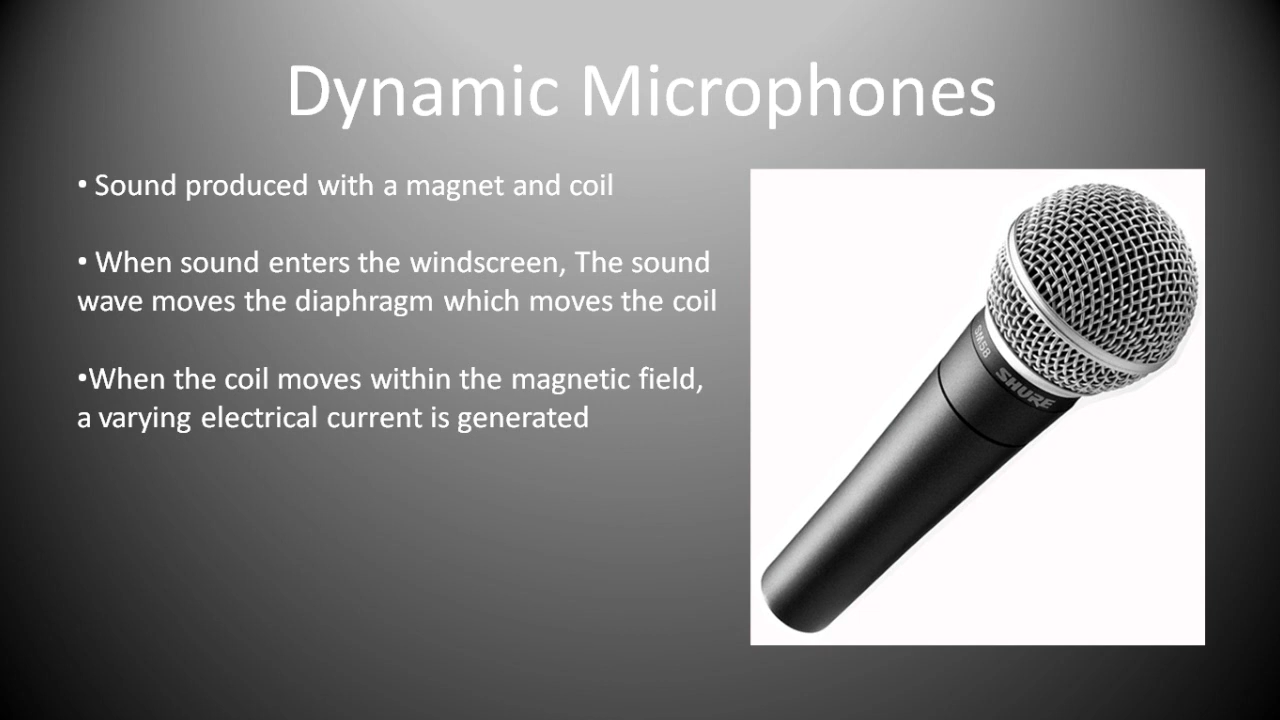 Dynamic Microphones
• Sound produced with a magnet and coil
• When sound enters the windscreen, The sound
wave moves the diaphragm which moves the coil
•When the coil moves within the magnetic field,
a varying electrical current is generated
SM58
SHURE